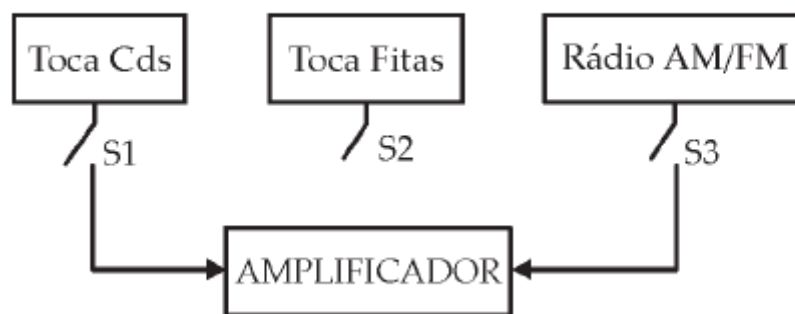 Toca Cds
Toca Fitas
Rádio AM/FM
S1
S2
S3
AMPLIFICADOR